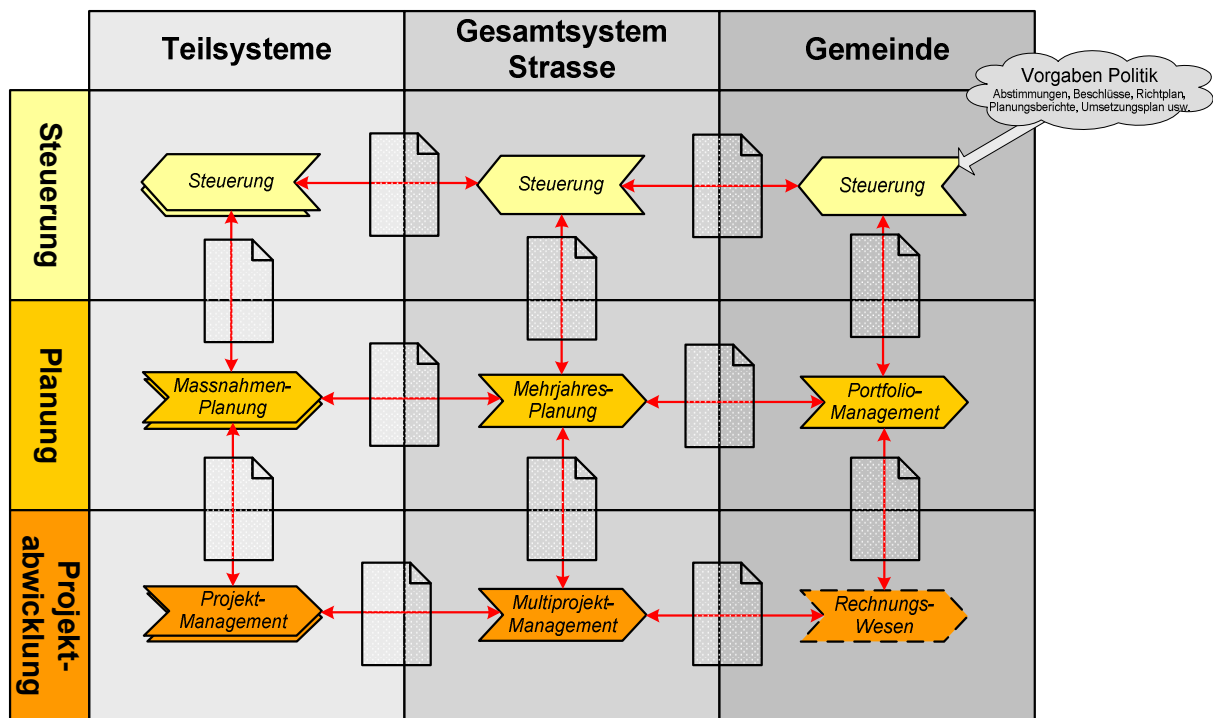 Teilsysteme
Gesamtsystem
Strasse
Gemeinde
Vorgaben Politik
Abstimmungen, Beschlüsse, Richtplan,
Planungsberichte, Umsetzungsplan usw.
Steuerung
Steuerung
Steuerung
Steuerung
Planung
Massnahmen-
Planung
Mehrjahres-
Planung
Portfolio-
Management
Projekt-
abwicklung
Projekt-
Management
Multiprojekt-
Management
Rechnungs-
Wesen